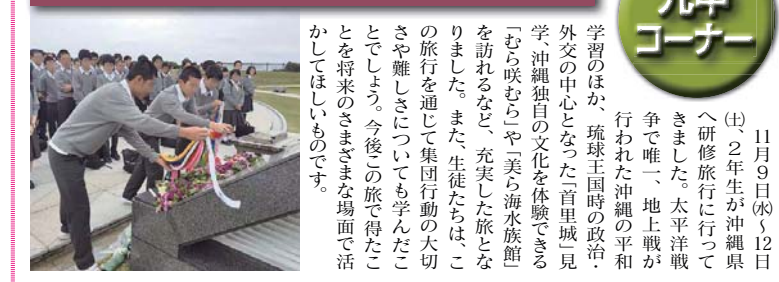 コーナー
11月９日㈬～12日
㈯、２年生が沖縄県
へ研修旅行に行って
きました。太平洋戦
争で唯一、地上戦が
行われた沖縄の平和
学習のほか、琉球王国時の政治・
外交の中心となった「首里城」見
学、沖縄独自の文化を体験できる
「むら咲むら」や「美ら海水族館」
を訪れるなど、充実した旅とな
りました。また、生徒たちは、こ
の旅行を通じて集団行動の大切
さや難しさについても学んだこ
とでしょう。今後この旅で得たこ
とを将来のさまざまな場面で活
かしてほしいものです。